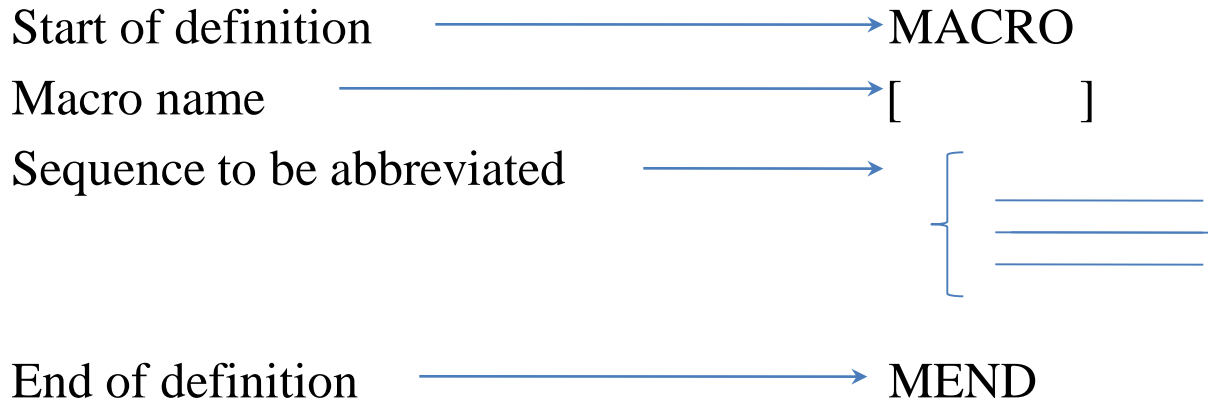 Start of definition MACRO
Macro name [ ]
Sequence to be abbreviated
End of definition MEND